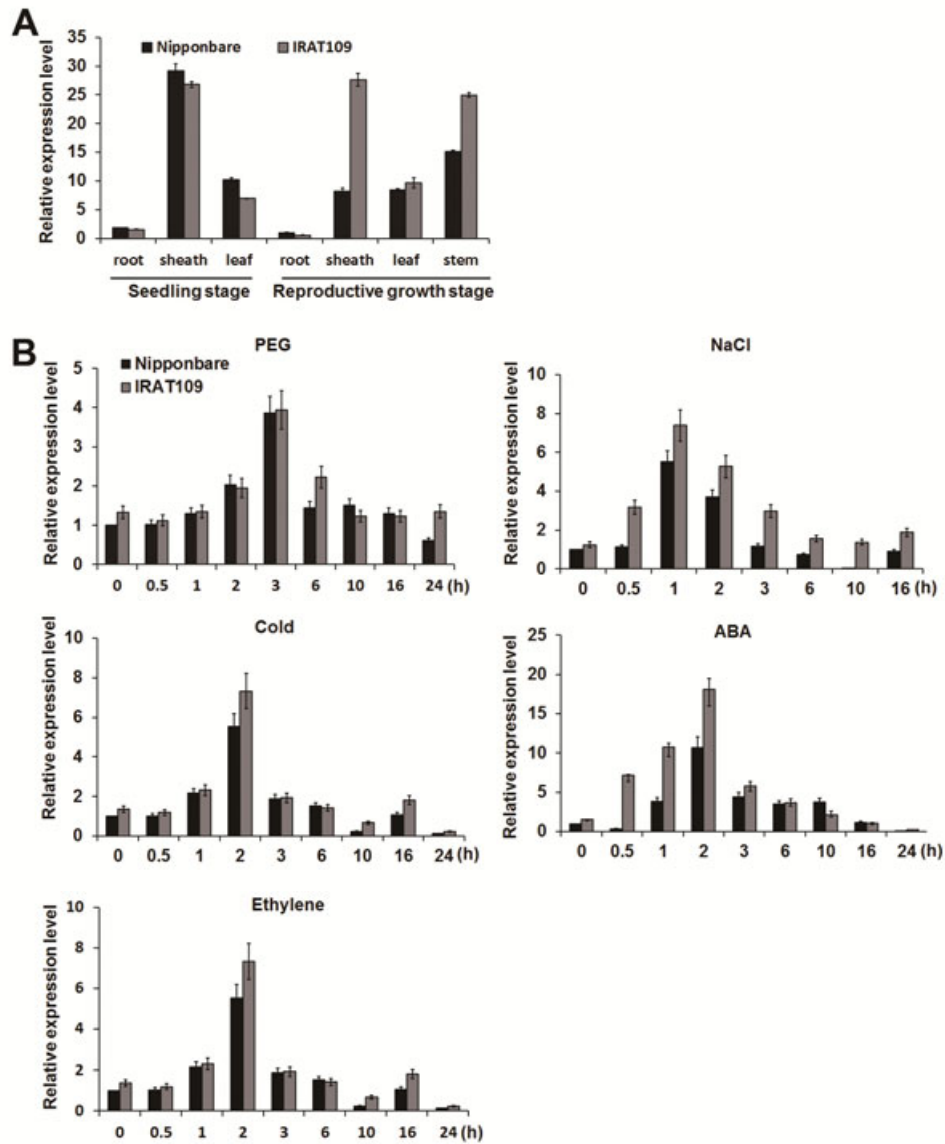 A
Nipponbare IRAT109
Relative expression level
35
30
25
20
15
10
5
0
root sheath leaf root sheath leaf stem
Seedling stage Reproductive growth stage
B
PEG
Nipponbare
IRAT109
Relative expression level
5
4
3
2
1
0
0 0.5 1 2 3 6 10 16 24 (h)
NaCl
Relative expression level
10
8
6
4
2
0
0 0.5 1 2 3 6 10 16 (h)
Cold
Relative expression level
10
8
6
4
2
0
0 0.5 1 2 3 6 10 16 24 (h)
ABA
Relative expression level
25
20
15
10
5
0
0 0.5 1 2 3 6 10 16 24 (h)
Ethylene
Relative expression level
10
8
6
4
2
0
0 0.5 1 2 3 6 10 16 24 (h)